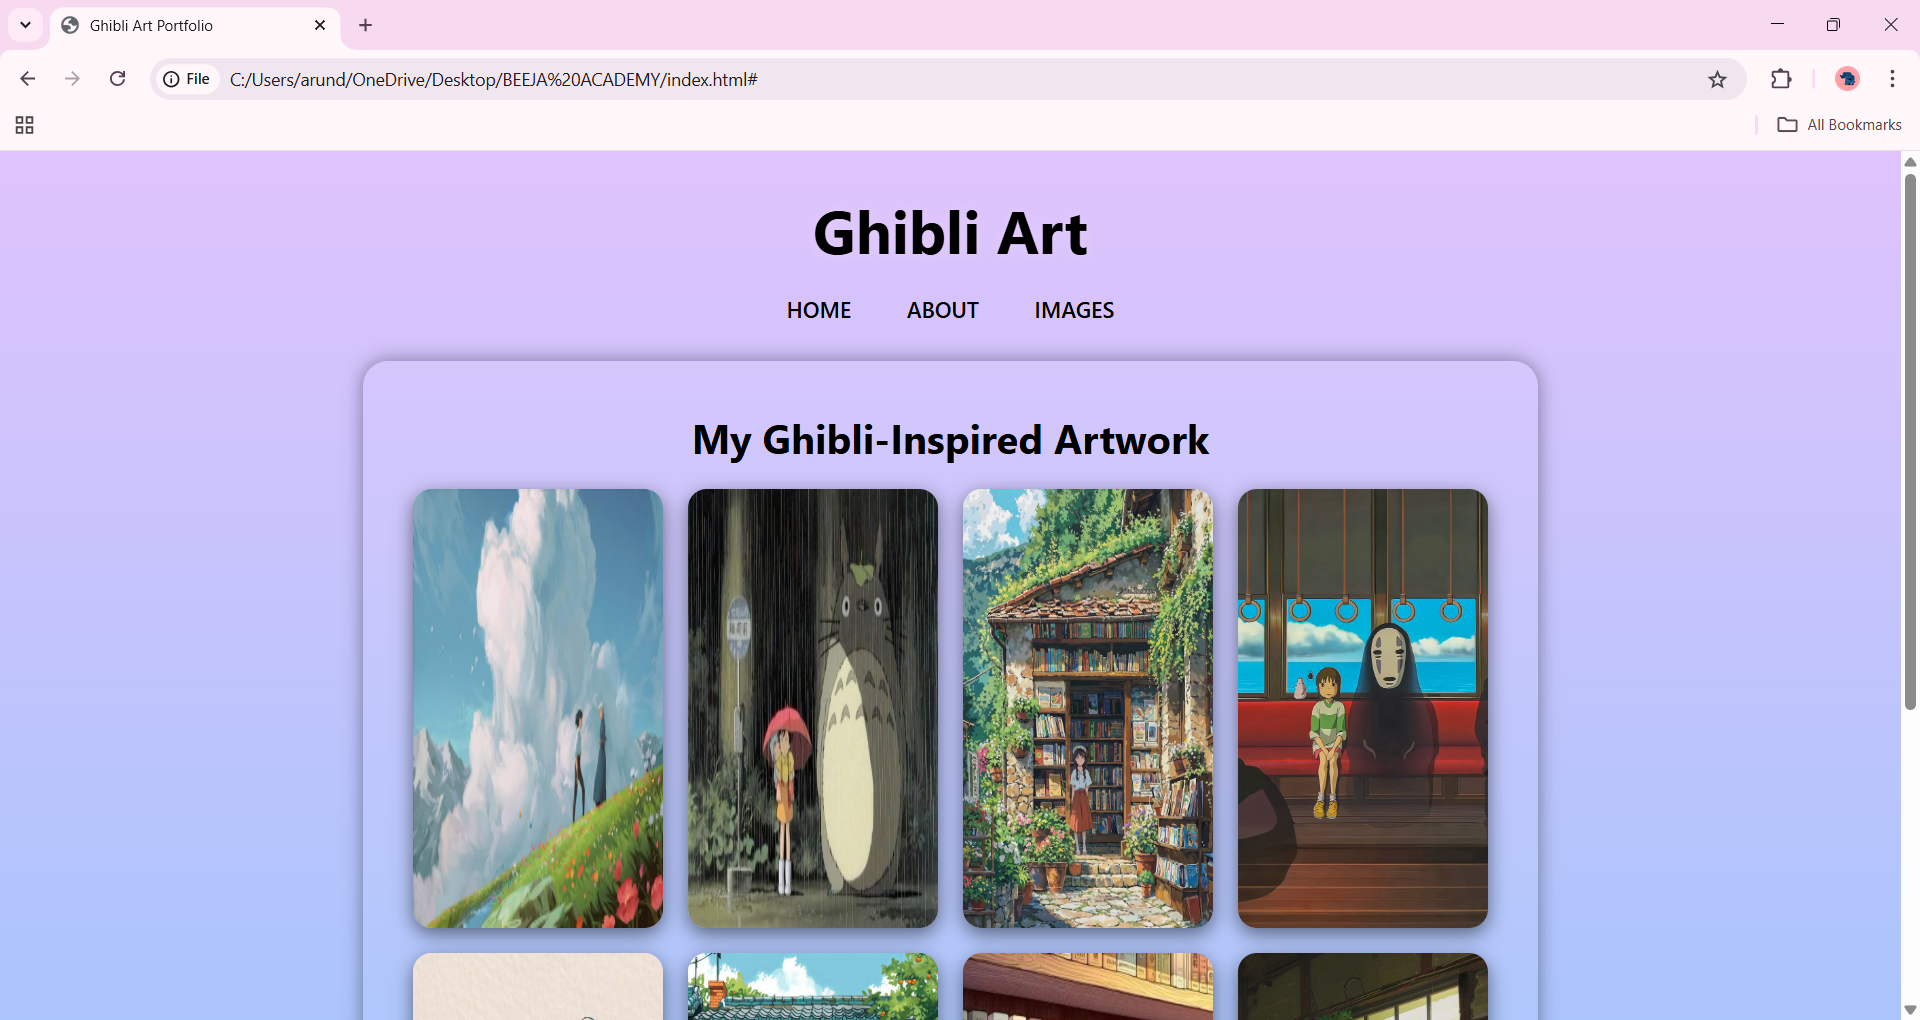 Ghibli Art Portfolio
File
C:/Users/arund/OneDrive/Desktop/BEEJA%20ACADEMY/index.html#
All Bookmarks
Ghibli Art
HOME
ABOUT
IMAGES
My Ghibli-Inspired Artwork